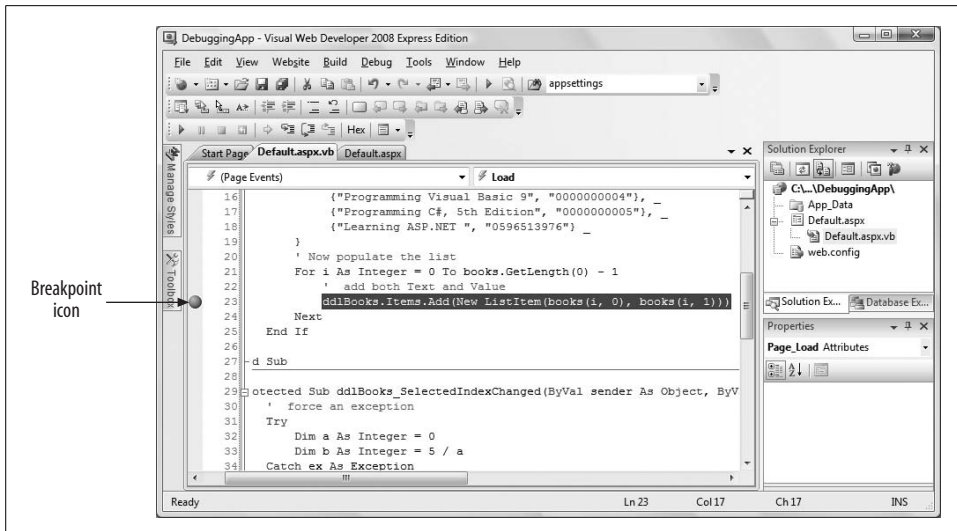 DebuggingApp - Visual Web Developer 2008 Express Edition
File Edit View Website Build Debug Tools Window Help
appsettings
Hex
Start Page Default.aspx.vb Default.aspx
(Page Events) Load
Manage Styles
Toolbox
16 {"Programming Visual Basic 9", "0000000004"}, _
17 {"Programming C#, 5th Edition", "0000000005"}, _
18 {"Learning ASP.NET ", "0596513976"} _
19 }
20 ' Now populate the list
21 For i As Integer = 0 To books.GetLength(0) - 1
22 ' add both Text and Value
23 ddlBooks.Items.Add(New ListItem(books(i, 0), books(i, 1)))
24 Next
25 End If
26
27 d Sub
28
29 otected Sub ddlBooks_SelectedIndexChanged(ByVal sender As Object, ByV
30 ' force an exception
31 Try
32 Dim a As Integer = 0
33 Dim b As Integer = 5 / a
34 Catch ex As Exception
Breakpoint
icon
Solution Explorer
C:\...\DebuggingApp\
App_Data
Default.aspx
Default.aspx.vb
web.config
Solution Ex... Database Ex...
Properties
Page_Load Attributes
Ready Ln 23 Col 17 Ch 17 INS